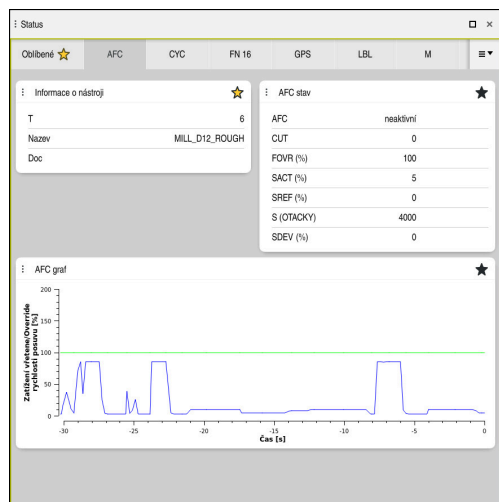 Status
Oblíbené AFC CYC FN 16 GPS LBL M
Informace o nástroji
T 6
Nazev MILL_D12_ROUGH
Doc
AFC stav
AFC neaktivní
CUT 0
FOVR (%) 100
SACT (%) 5
SREF (%) 0
S (OTACKY) 4000
SDEV (%) 0
AFC graf
Zatížení vřetene/Override
rychlosti posuvu [%]
200
150
100
50
0
-30 -25 -20 -15 -10 -5 0
Čas [s]